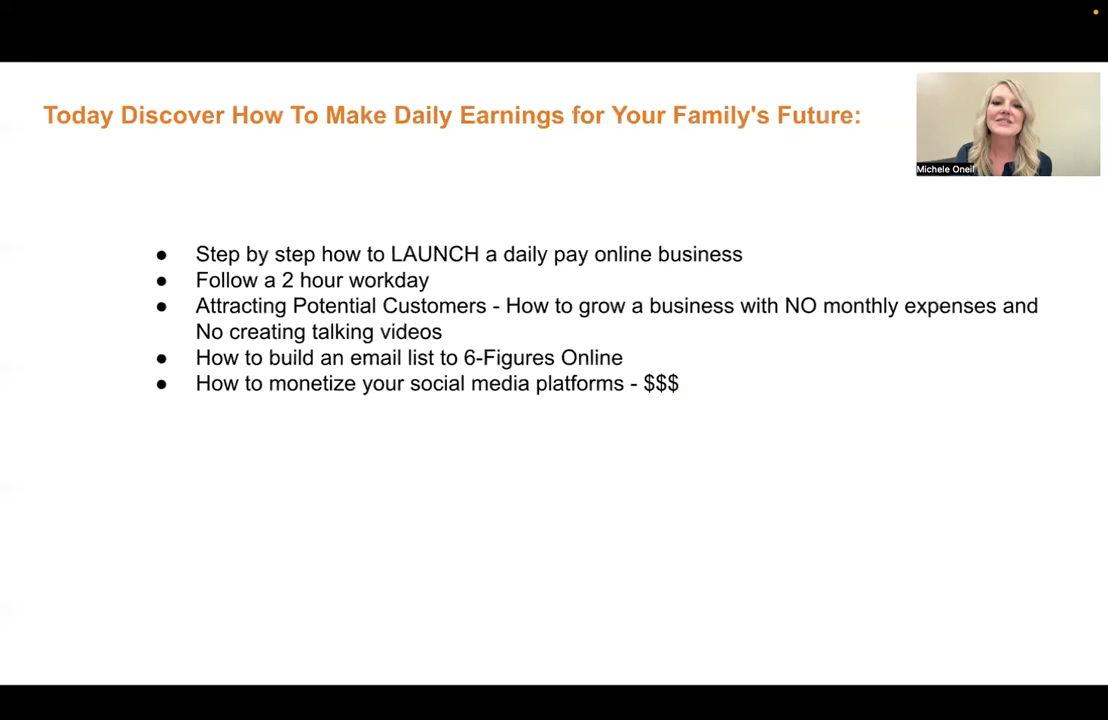 Today Discover How To Make Daily Earnings for Your Family's Future:
Michele Oneil
● Step by step how to LAUNCH a daily pay online business
● Follow a 2 hour workday
● Attracting Potential Customers - How to grow a business with NO monthly expenses and
No creating talking videos
● How to build an email list to 6-Figures Online
● How to monetize your social media platforms - $$$